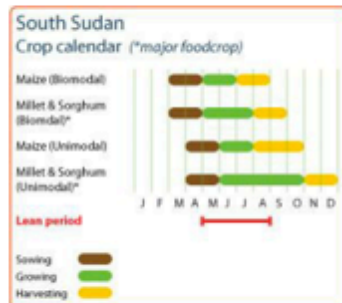 South Sudan
Crop calendar (*major foodcrop)
Maize (Biomodal)
Millet & Sorghum
(Biomdal)*
Maize (Unimodal)
Millet & Sorghum
(Unimodal)*
J F M A M J J A S O N D
Lean period
Sowing
Growing
Harvesting